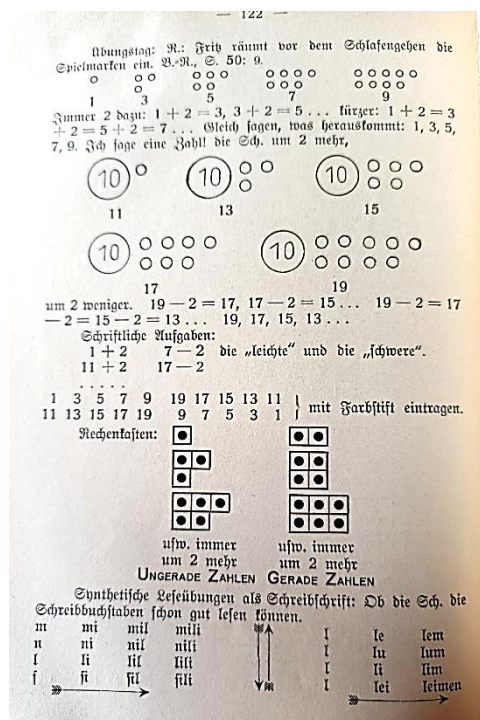 — 122 —
Übungstag: R.: Fritz räumt vor dem Schlafengehen die
Spielmarken ein. B.-R., S. 50: 9.
1 3 5 7 9
Immer 2 dazu: 1 + 2 = 3, 3 + 2 = 5 . . . kürzer: 1 + 2 = 3
+ 2 = 5 + 2 = 7 . . . Gleich sagen, was herauskommt: 1, 3, 5,
7, 9. Ich sage eine Zahl! die Sch. um 2 mehr,
10 10 10
11 13 15
10 10
17 19
um 2 weniger. 19 — 2 = 17, 17 — 2 = 15 . . . 19 — 2 = 17
— 2 = 15 — 2 = 13 . . . 19, 17, 15, 13 . . .
Schriftliche Aufgaben:
1 + 2 7 — 2 die „leichte“ und die „schwere“.
11 + 2 17 — 2
. . . . .
1 3 5 7 9 19 17 15 13 11
11 13 15 17 19 9 7 5 3 1 } mit Farbstift eintragen.
Rechenkasten:
usw. immer usw. immer
um 2 mehr um 2 mehr
UNGERADE ZAHLEN GERADE ZAHLEN
Synthetische Leseübungen als Schreibschrift: Ob die Sch. die
Schreibbuchstaben schon gut lesen können.
m mi mil mili l le lem
n ni nil nili l lu lum
l li lil lili l li lim
s si sil sili l lei leimen